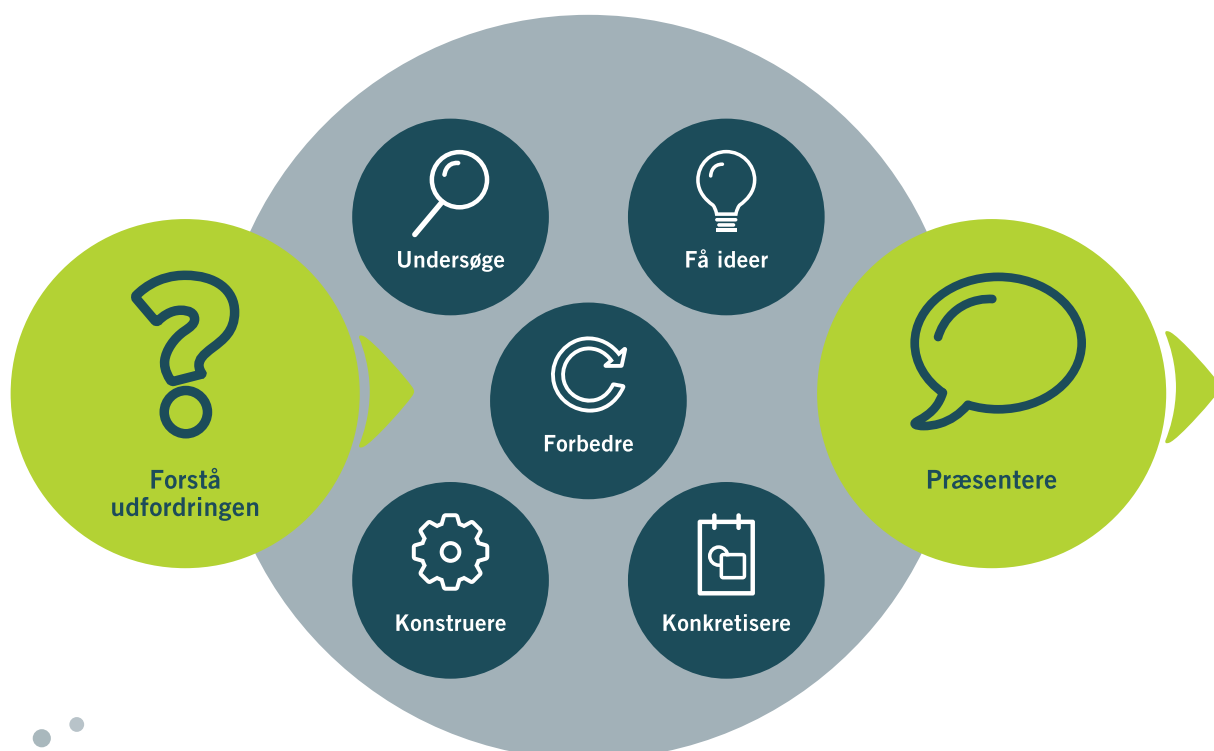 Undersøge
Få ideer
Forbedre
Forstå
udfordringen
Præsentere
Konstruere
Konkretisere